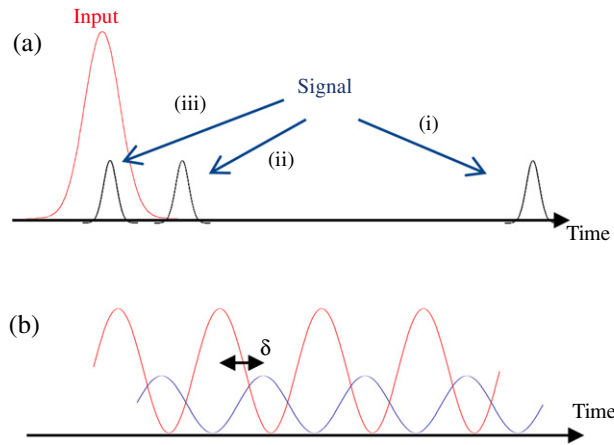 Input
(a)
(iii)
Signal
(i)
(ii)
Time
(b)
δ
Time